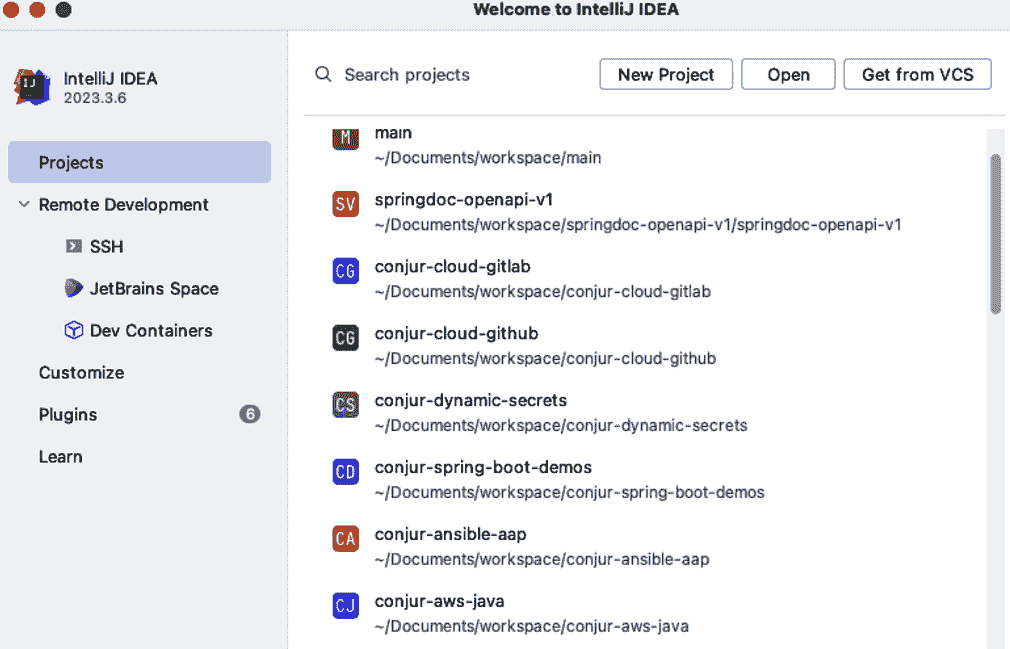 Welcome to IntelliJ IDEA
IJ
IntelliJ IDEA
2023.3.6
Projects
Remote Development
SSH
JetBrains Space
Dev Containers
Customize
Plugins
6
Learn
Search projects
New Project
Open
Get from VCS
M
main
~/Documents/workspace/main
SV
springdoc-openapi-v1
~/Documents/workspace/springdoc-openapi-v1/springdoc-openapi-v1
CG
conjur-cloud-gitlab
~/Documents/workspace/conjur-cloud-gitlab
CG
conjur-cloud-github
~/Documents/workspace/conjur-cloud-github
CS
conjur-dynamic-secrets
~/Documents/workspace/conjur-dynamic-secrets
CD
conjur-spring-boot-demos
~/Documents/workspace/conjur-spring-boot-demos
CA
conjur-ansible-aap
~/Documents/workspace/conjur-ansible-aap
CJ
conjur-aws-java
~/Documents/workspace/conjur-aws-java